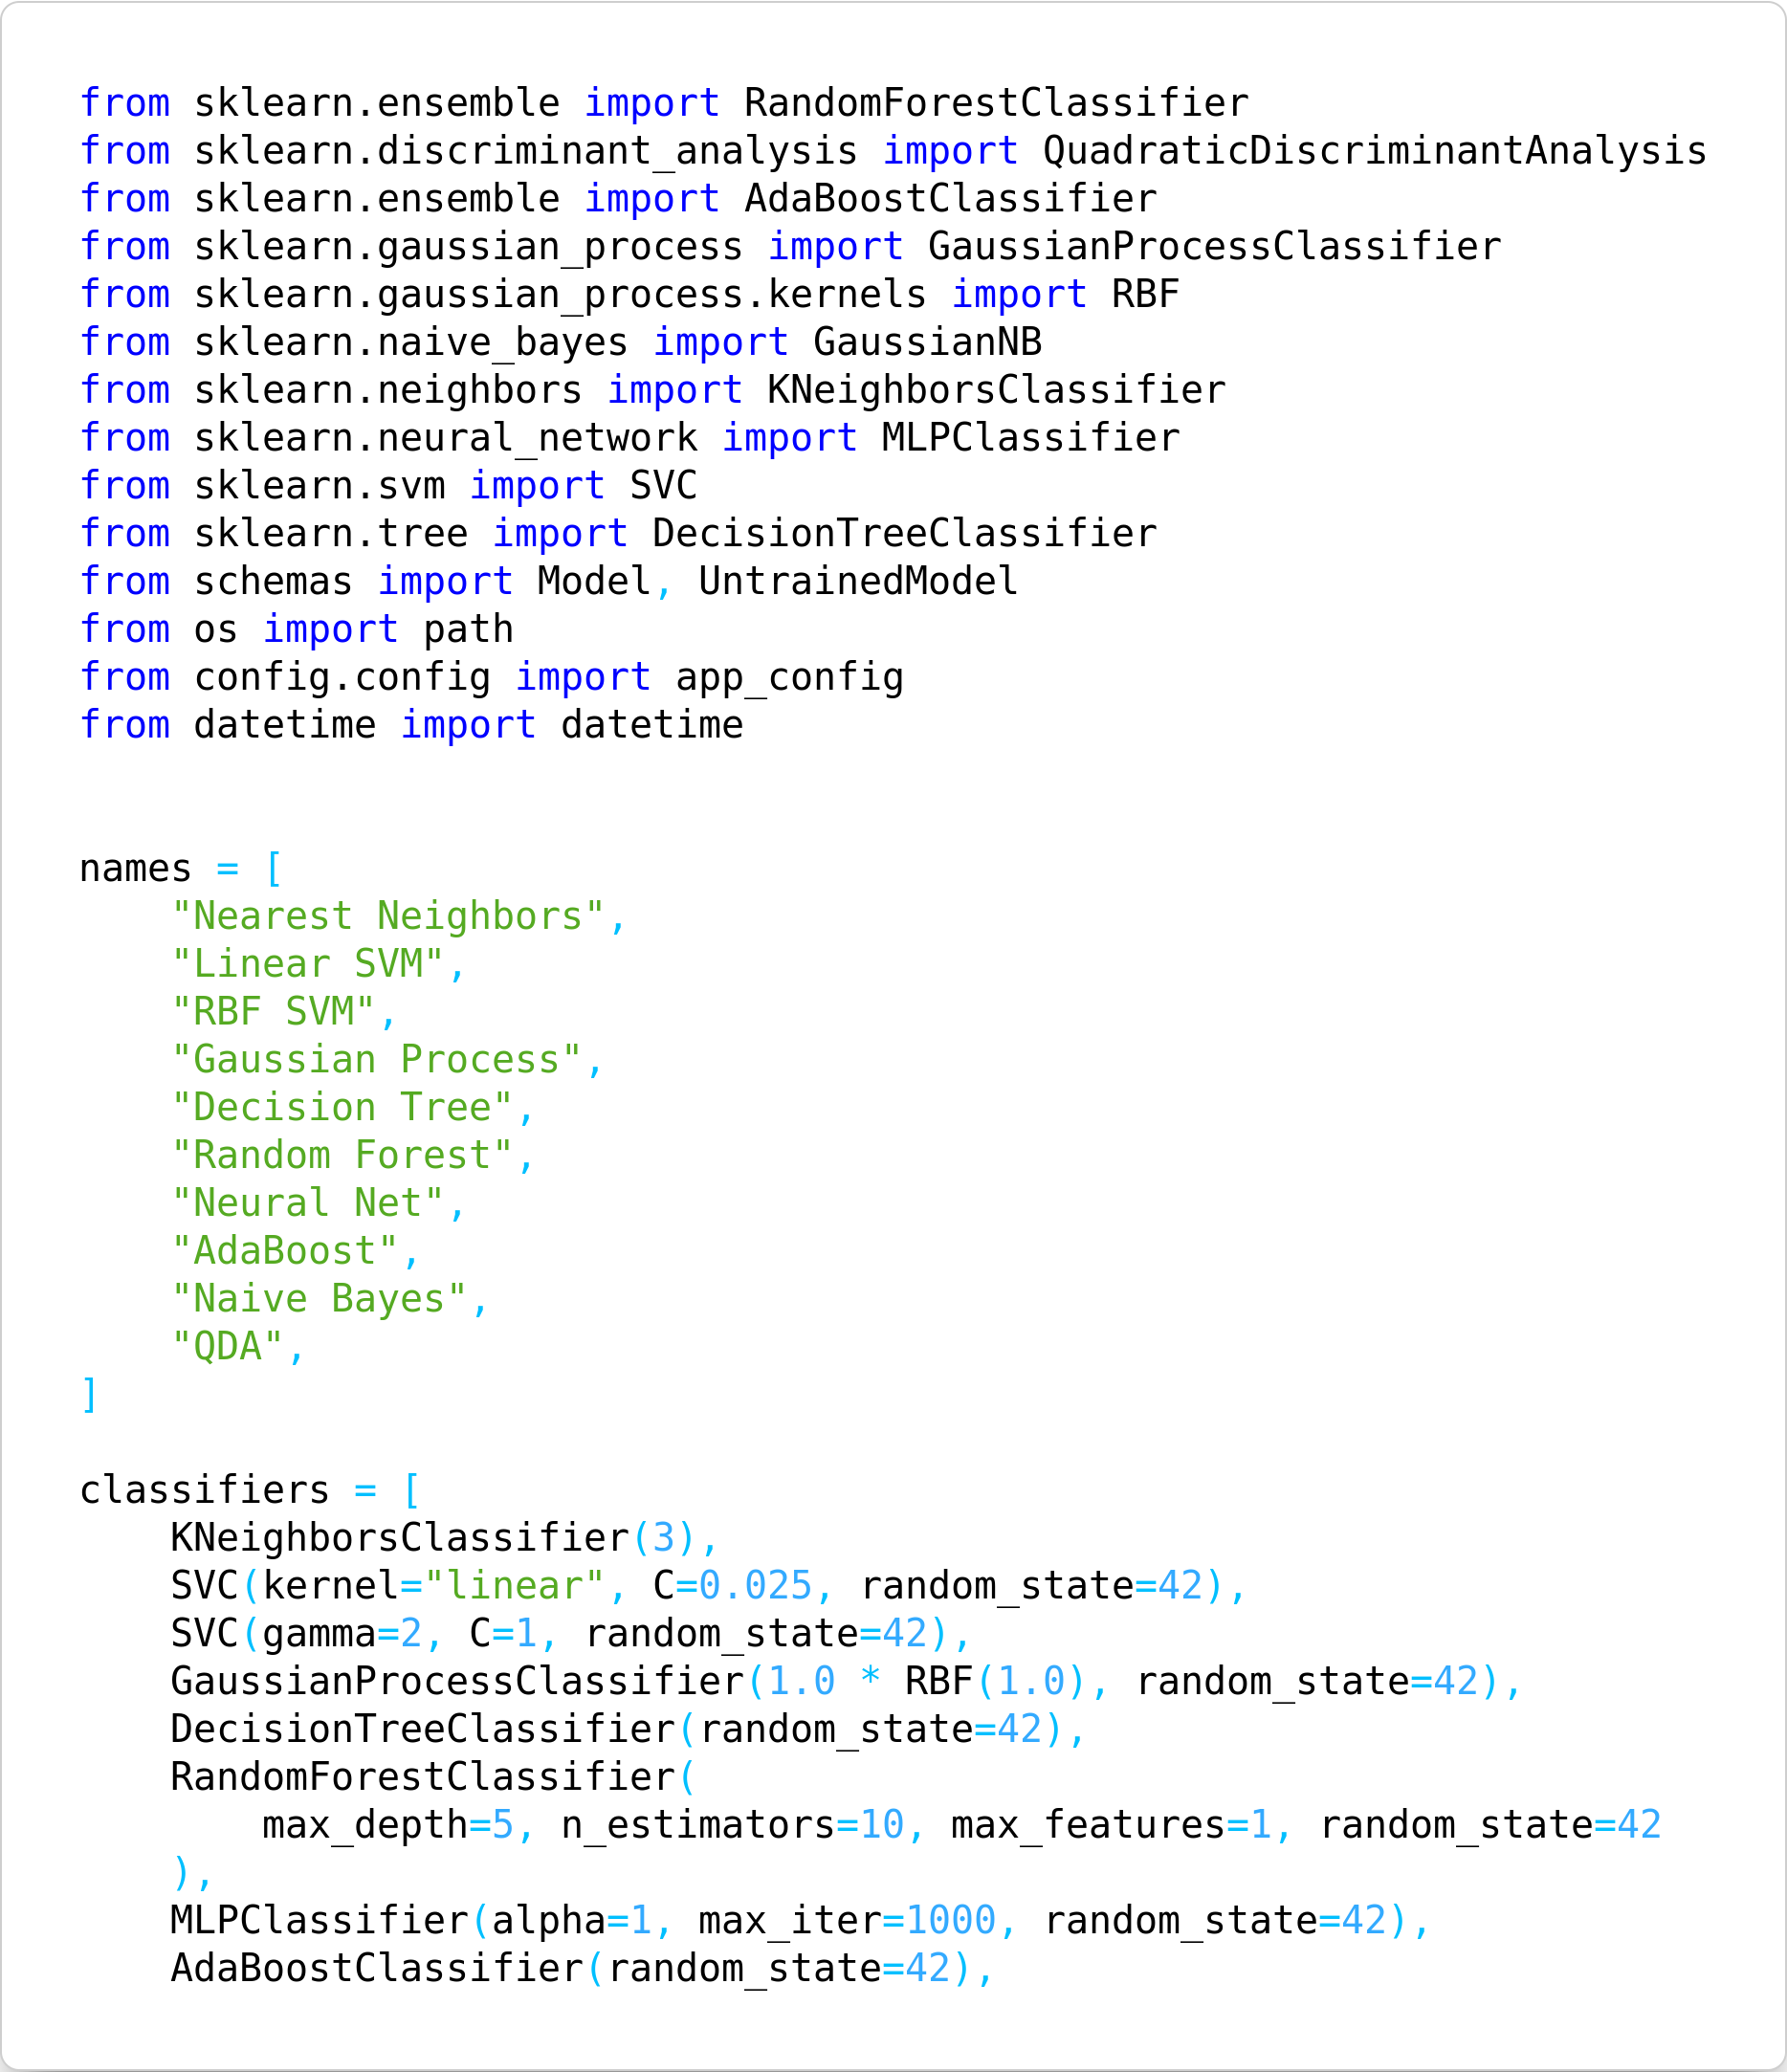 from sklearn.ensemble import RandomForestClassifier
from sklearn.discriminant_analysis import QuadraticDiscriminantAnalysis
from sklearn.ensemble import AdaBoostClassifier
from sklearn.gaussian_process import GaussianProcessClassifier
from sklearn.gaussian_process.kernels import RBF
from sklearn.naive_bayes import GaussianNB
from sklearn.neighbors import KNeighborsClassifier
from sklearn.neural_network import MLPClassifier
from sklearn.svm import SVC
from sklearn.tree import DecisionTreeClassifier
from schemas import Model, UntrainedModel
from os import path
from config.config import app_config
from datetime import datetime


names = [
    "Nearest Neighbors",
    "Linear SVM",
    "RBF SVM",
    "Gaussian Process",
    "Decision Tree",
    "Random Forest",
    "Neural Net",
    "AdaBoost",
    "Naive Bayes",
    "QDA",
]

classifiers = [
    KNeighborsClassifier(3),
    SVC(kernel="linear", C=0.025, random_state=42),
    SVC(gamma=2, C=1, random_state=42),
    GaussianProcessClassifier(1.0 * RBF(1.0), random_state=42),
    DecisionTreeClassifier(random_state=42),
    RandomForestClassifier(
        max_depth=5, n_estimators=10, max_features=1, random_state=42
    ),
    MLPClassifier(alpha=1, max_iter=1000, random_state=42),
    AdaBoostClassifier(random_state=42),